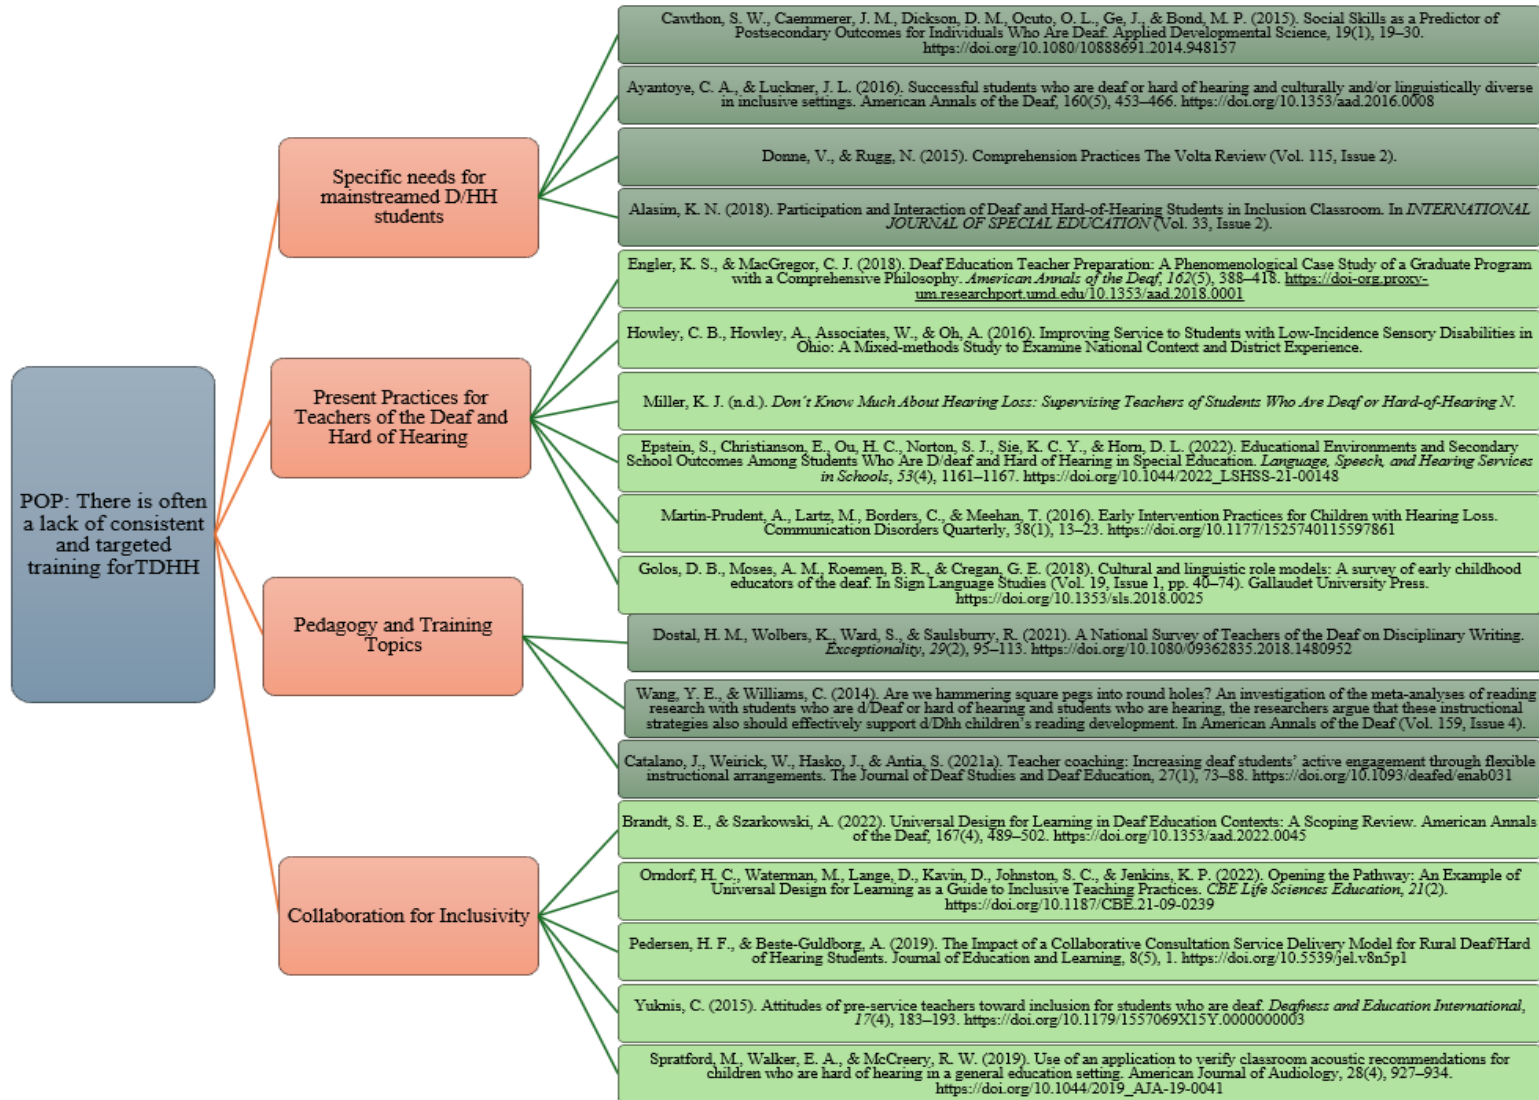 POP: There is often
a lack of consistent
and targeted
training forTDHH
Specific needs for
mainstreamed D/HH
students
Cawthon, S. W., Caemmerer, J. M., Dickson, D. M., Ocuto, O. L., Ge, J., & Bond, M. P. (2015). Social Skills as a Predictor of
Postsecondary Outcomes for Individuals Who Are Deaf. Applied Developmental Science, 19(1), 19–30.
https://doi.org/10.1080/10888691.2014.948157
Ayantoye, C. A., & Luckner, J. L. (2016). Successful students who are deaf or hard of hearing and culturally and/or linguistically diverse
in inclusive settings. American Annals of the Deaf, 160(5), 453–466. https://doi.org/10.1353/aad.2016.0008
Donne, V., & Rugg, N. (2015). Comprehension Practices The Volta Review (Vol. 115, Issue 2).
Alasim, K. N. (2018). Participation and Interaction of Deaf and Hard-of-Hearing Students in Inclusion Classroom. In INTERNATIONAL
JOURNAL OF SPECIAL EDUCATION (Vol. 33, Issue 2).
Present Practices for
Teachers of the Deaf and
Hard of Hearing
Engler, K. S., & MacGregor, C. J. (2018). Deaf Education Teacher Preparation: A Phenomenological Case Study of a Graduate Program
with a Comprehensive Philosophy. American Annals of the Deaf, 162(5), 388–418. https://doi-org.proxy-
um.researchport.umd.edu/10.1353/aad.2018.0001
Howley, C. B., Howley, A., Associates, W., & Oh, A. (2016). Improving Service to Students with Low-Incidence Sensory Disabilities in
Ohio: A Mixed-methods Study to Examine National Context and District Experience.
Miller, K. J. (n.d.). Don't Know Much About Hearing Loss: Supervising Teachers of Students Who Are Deaf or Hard-of-Hearing N.
Epstein, S., Christianson, E., Ou, H. C., Norton, S. J., Sie, K. C. Y., & Horn, D. L. (2022). Educational Environments and Secondary
School Outcomes Among Students Who Are D/deaf and Hard of Hearing in Special Education. Language, Speech, and Hearing Services
in Schools, 53(4), 1161–1167. https://doi.org/10.1044/2022_LSHSS-21-00148
Martin-Prudent, A., Lartz, M., Borders, C., & Meehan, T. (2016). Early Intervention Practices for Children with Hearing Loss.
Communication Disorders Quarterly, 38(1), 13–23. https://doi.org/10.1177/1525740115597861
Golos, D. B., Moses, A. M., Roemen, B. R., & Cregan, G. E. (2018). Cultural and linguistic role models: A survey of early childhood
educators of the deaf. In Sign Language Studies (Vol. 19, Issue 1, pp. 40–74). Gallaudet University Press.
https://doi.org/10.1353/sls.2018.0025
Pedagogy and Training
Topics
Dostal, H. M., Wolbers, K., Ward, S., & Saulsburry, R. (2021). A National Survey of Teachers of the Deaf on Disciplinary Writing.
Exceptionality, 29(2), 95–113. https://doi.org/10.1080/09362835.2018.1480952
Wang, Y. E., & Williams, C. (2014). Are we hammering square pegs into round holes? An investigation of the meta-analyses of reading
research with students who are d/Deaf or hard of hearing and students who are hearing, the researchers argue that these instructional
strategies also should effectively support d/Dhh children's reading development. In American Annals of the Deaf (Vol. 159, Issue 4).
Catalano, J., Weirick, W., Hasko, J., & Antia, S. (2021a). Teacher coaching: Increasing deaf students' active engagement through flexible
instructional arrangements. The Journal of Deaf Studies and Deaf Education, 27(1), 73–88. https://doi.org/10.1093/deafed/enab031
Collaboration for Inclusivity
Brandt, S. E., & Szarkowski, A. (2022). Universal Design for Learning in Deaf Education Contexts: A Scoping Review. American Annals
of the Deaf, 167(4), 489–502. https://doi.org/10.1353/aad.2022.0045
Orndorf, H. C., Waterman, M., Lange, D., Kavin, D., Johnston, S. C., & Jenkins, K. P. (2022). Opening the Pathway: An Example of
Universal Design for Learning as a Guide to Inclusive Teaching Practices. CBE Life Sciences Education, 21(2).
https://doi.org/10.1187/CBE.21-09-0239
Pedersen, H. F., & Beste-Guldborg, A. (2019). The Impact of a Collaborative Consultation Service Delivery Model for Rural Deaf/Hard
of Hearing Students. Journal of Education and Learning, 8(5), 1. https://doi.org/10.5539/jel.v8n5p1
Yuknis, C. (2015). Attitudes of pre-service teachers toward inclusion for students who are deaf. Deafness and Education International,
17(4), 183–193. https://doi.org/10.1179/1557069X15Y.0000000003
Spratford, M., Walker, E. A., & McCreery, R. W. (2019). Use of an application to verify classroom acoustic recommendations for
children who are hard of hearing in a general education setting. American Journal of Audiology, 28(4), 927–934.
https://doi.org/10.1044/2019_AJA-19-0041